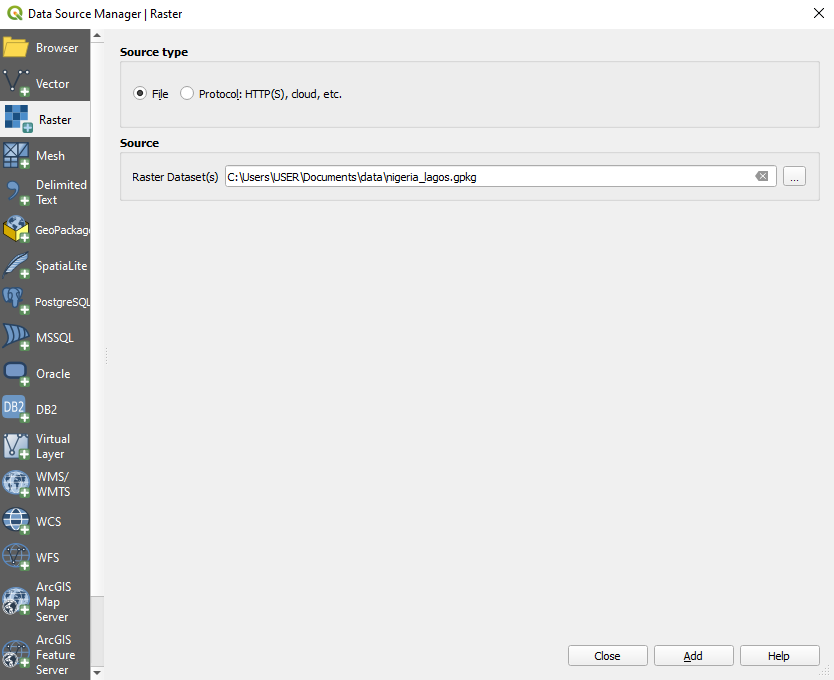 Data Source Manager | Raster
Browser
Vector
Raster
Mesh
Delimited
Text
GeoPackage
SpatiaLite
PostgreSQL
MSSQL
Oracle
DB2
DB2
Virtual
Layer
WMS/
WMTS
WCS
WFS
ArcGIS
Map
Server
ArcGIS
Feature
Server
Source type
File Protocol: HTTP(S), cloud, etc.
Source
Raster Dataset(s) C:\Users\USER\Documents\data\nigeria_lagos.gpkg ...
Close Add Help